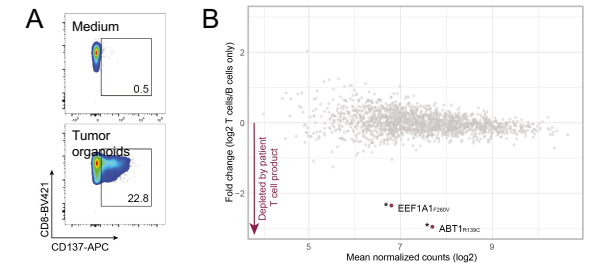 A
Medium
0.5
Tumor
organoids
22.8
CD8-BV421
CD137-APC
B
Fold change (log2 T cells/B cells only)
2
0
−2
Depleted by patient
T cell product
* EEF1A1F280V
* ABT1R139C
5 7 9
Mean normalized counts (log2)